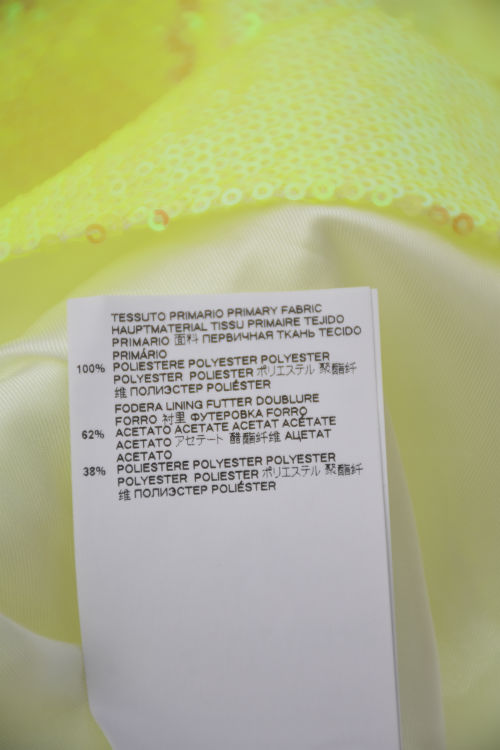 TESSUTO PRIMARIO PRIMARY FABRIC
HAUPTMATERIAL TISSU PRIMAIRE TEJIDO
PRIMARIO 面料 ПЕРВИЧНАЯ ТКАНЬ TECIDO
PRIMÁRIO
100% POLIESTERE POLYESTER POLYESTER
POLYESTER POLIESTER ポリエステル 聚酯纤
维 ПОЛИЭСТЕР POLIÉSTER
FODERA LINING FUTTER DOUBLURE
FORRO 衬里 ФУТЕРОВКА FORRO
62% ACETATO ACETATE ACETAT ACÉTATE
ACETATO アセテート 醋酯纤维 АЦЕТАТ
ACETATO
38% POLIESTERE POLYESTER POLYESTER
POLYESTER POLIESTER ポリエステル 聚酯纤
维 ПОЛИЭСТЕР POLIÉSTER